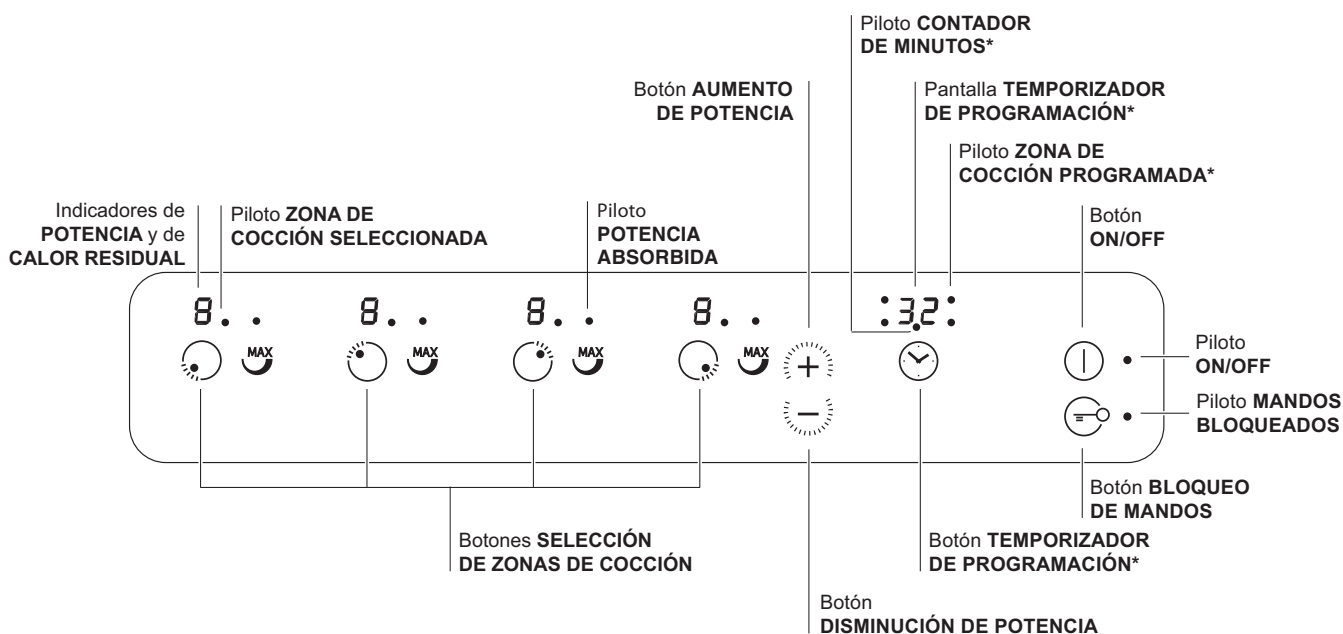 Piloto CONTADOR
DE MINUTOS*
Botón AUMENTO
DE POTENCIA
Pantalla TEMPORIZADOR
DE PROGRAMACIÓN*
Piloto ZONA DE
COCCIÓN PROGRAMADA*
Indicadores de
POTENCIA y de
CALOR RESIDUAL
Piloto ZONA DE
COCCIÓN SELECCIONADA
Piloto
POTENCIA
ABSORBIDA
Botón
ON/OFF
8. 8. 8. 8. 32
MAX MAX MAX MAX
Piloto
ON/OFF
Piloto MANDOS
BLOQUEADOS
Botón BLOQUEO
DE MANDOS
Botones SELECCIÓN
DE ZONAS DE COCCIÓN
Botón TEMPORIZADOR
DE PROGRAMACIÓN*
Botón
DISMINUCIÓN DE POTENCIA